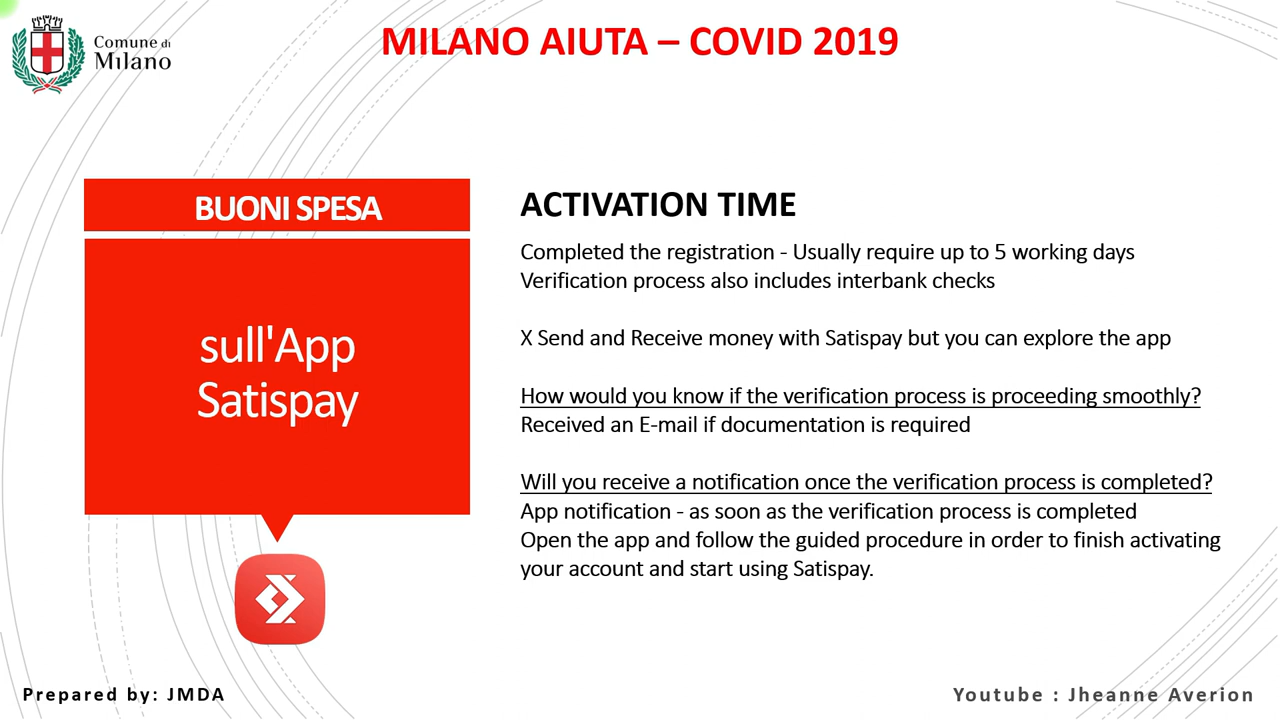 Comune di
Milano
MILANO AIUTA – COVID 2019
BUONI SPESA
sull'App
Satispay
ACTIVATION TIME
Completed the registration - Usually require up to 5 working days
Verification process also includes interbank checks
X Send and Receive money with Satispay but you can explore the app
How would you know if the verification process is proceeding smoothly?
Received an E-mail if documentation is required
Will you receive a notification once the verification process is completed?
App notification - as soon as the verification process is completed
Open the app and follow the guided procedure in order to finish activating
your account and start using Satispay.
Prepared by: JMDA
Youtube : Jheanne Averion